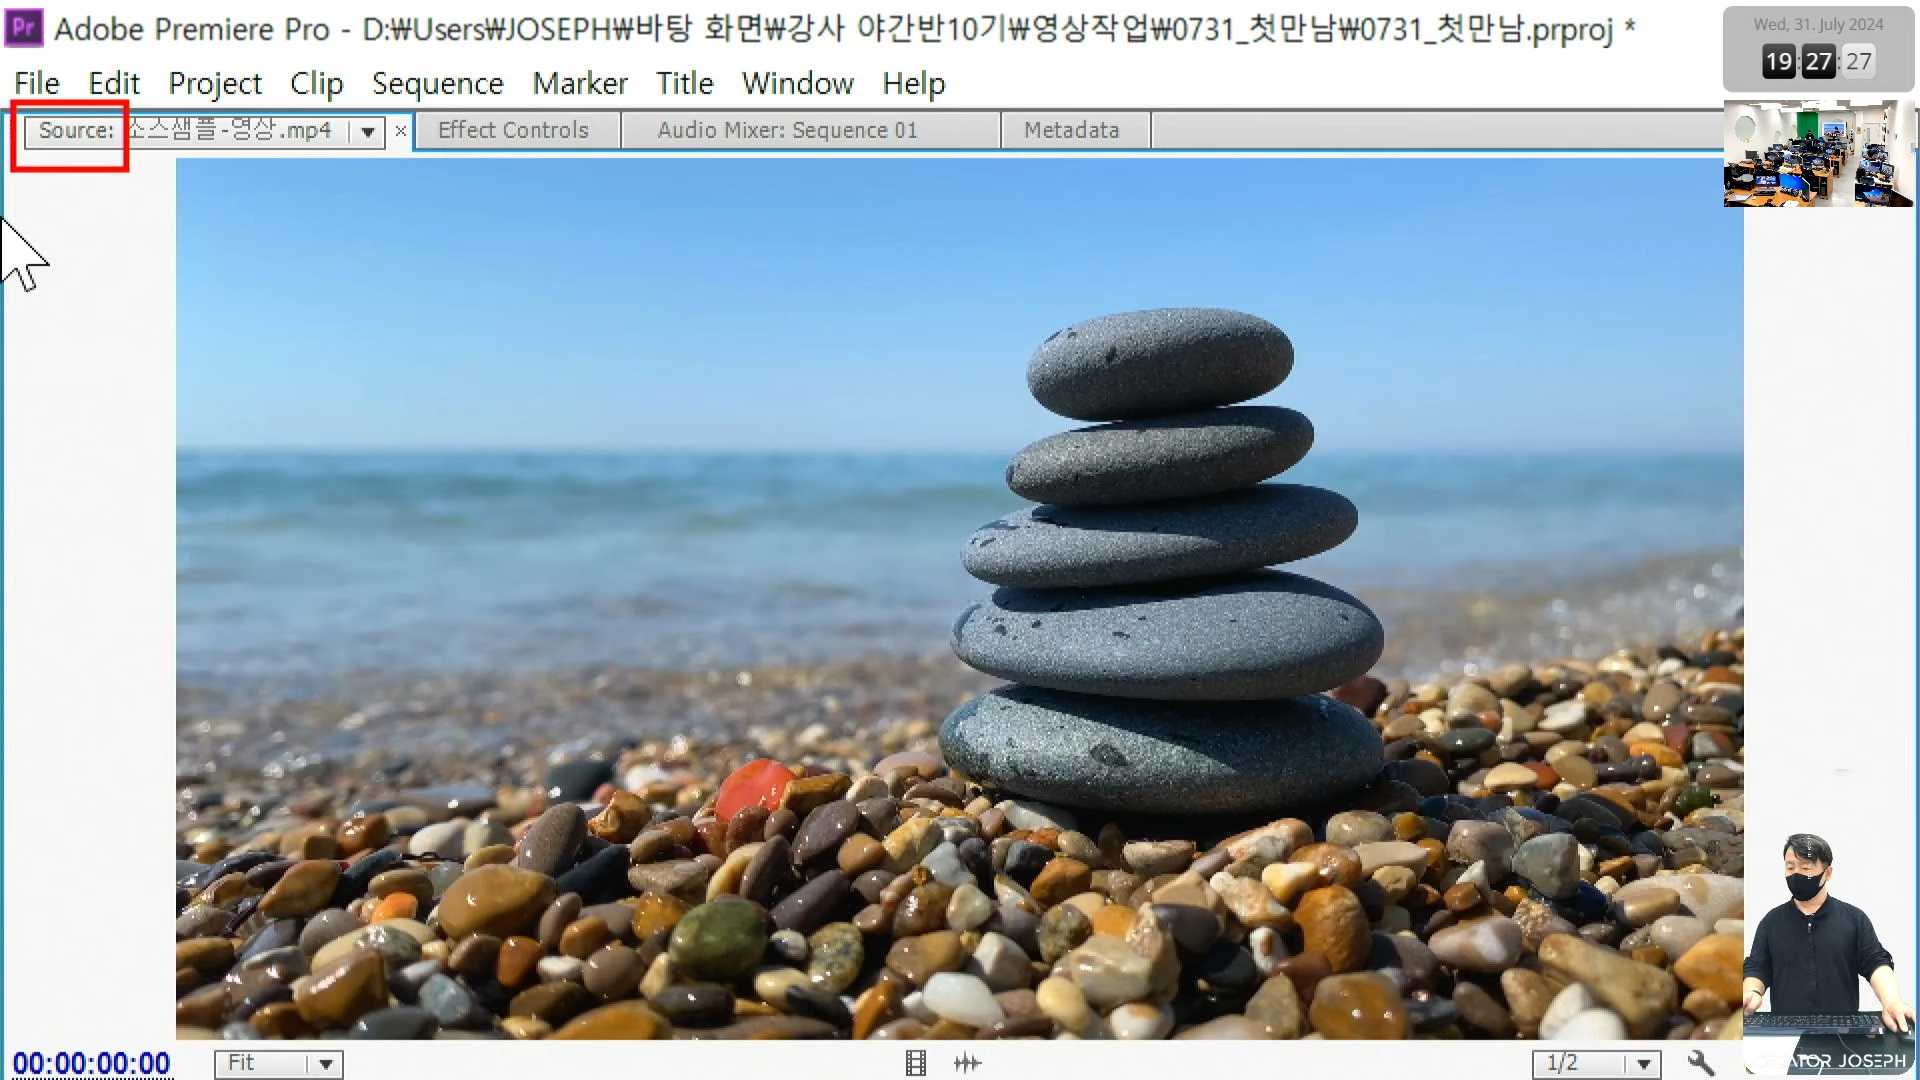 Pr Adobe Premiere Pro - D:₩Users₩JOSEPH₩바탕 화면₩강사 야간반10기₩영상작업₩0731_첫만남₩0731_첫만남.prproj *
Wed, 31. July 2024
19:27:27
File Edit Project Clip Sequence Marker Title Window Help
Source: 소스샘플-영상.mp4 Effect Controls Audio Mixer: Sequence 01 Metadata
00:00:00:00 Fit 1/2
JOSEPH